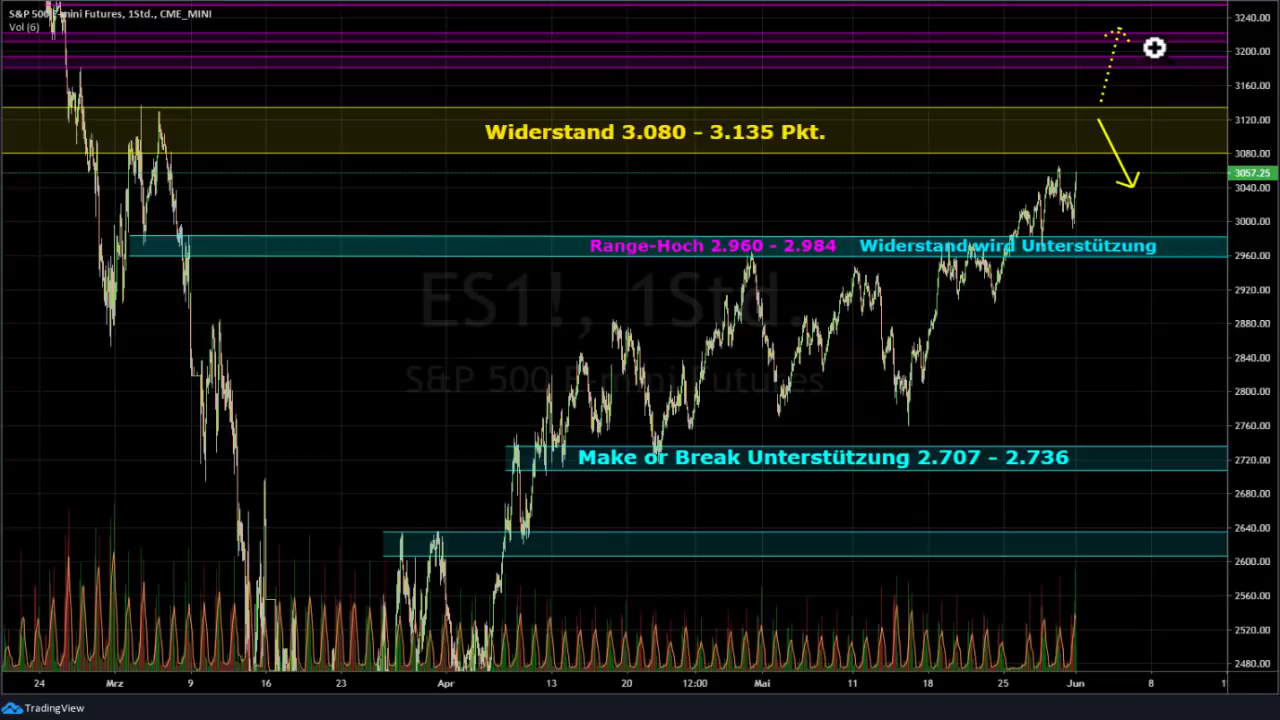 S&P 500 E-mini Futures, 1Std., CME_MINI
Vol (6)
3240.00
3200.00
3160.00
3120.00
3080.00
3057.25
3040.00
3000.00
2960.00
2920.00
2880.00
2840.00
2800.00
2760.00
2720.00
2680.00
2640.00
2600.00
2560.00
2520.00
2480.00
Widerstand 3.080 - 3.135 Pkt.
Range-Hoch 2.960 - 2.984 Widerstand wird Unterstützung
ES1!, 1Std.
S&P 500 E-mini Futures
Make or Break Unterstützung 2.707 - 2.736
24 Mrz 9 16 23 Apr 13 20 12:00 Mai 11 18 25 Jun 8
TradingView